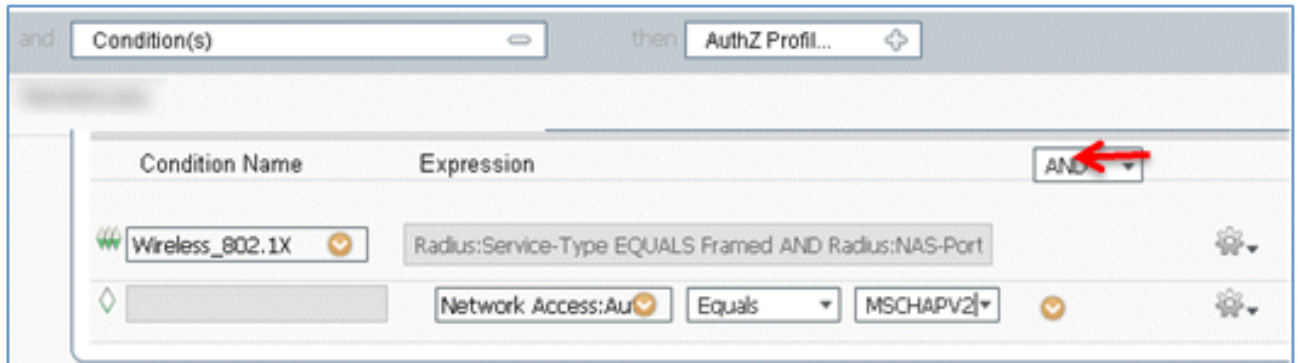 and Condition(s) then AuthZ Profil...
Condition Name Expression AND
Wireless_802.1X Radius:Service-Type EQUALS Framed AND Radius:NAS-Port
Network Access:Au Equals MSCHAPV2